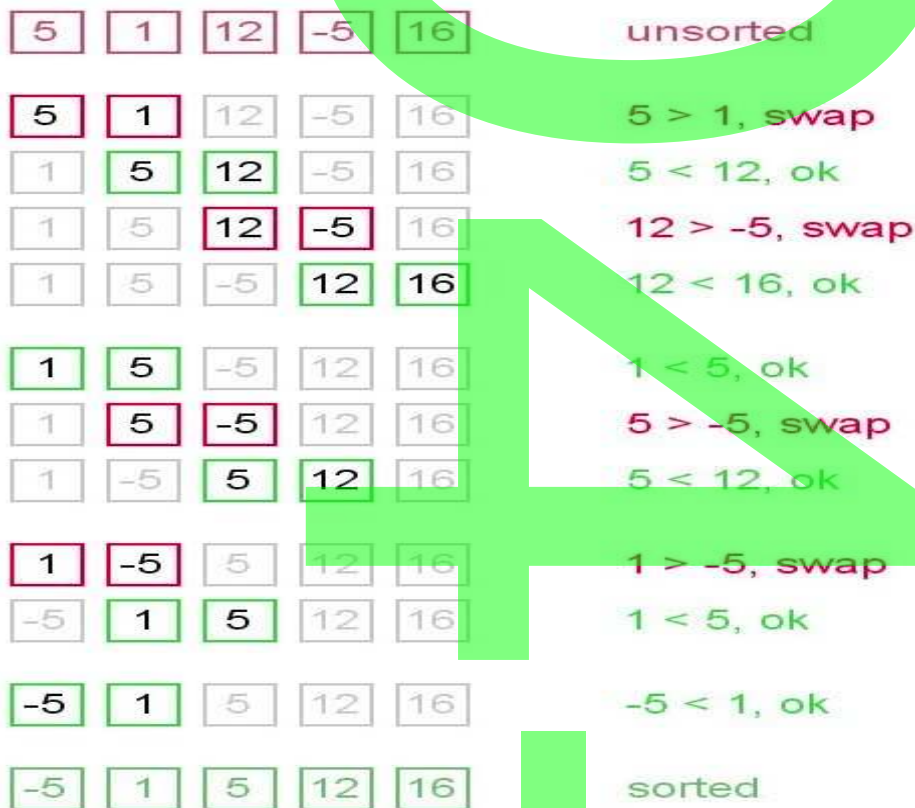 5 1 12 -5 16 unsorted
5 1 12 -5 16 5 > 1, swap
1 5 12 -5 16 5 < 12, ok
1 5 12 -5 16 12 > -5, swap
1 5 -5 12 16 12 < 16, ok
1 5 -5 12 16 1 < 5, ok
1 5 -5 12 16 5 > -5, swap
1 -5 5 12 16 5 < 12, ok
1 -5 5 12 16 1 > -5, swap
-5 1 5 12 16 1 < 5, ok
-5 1 5 12 16 -5 < 1, ok
-5 1 5 12 16 sorted